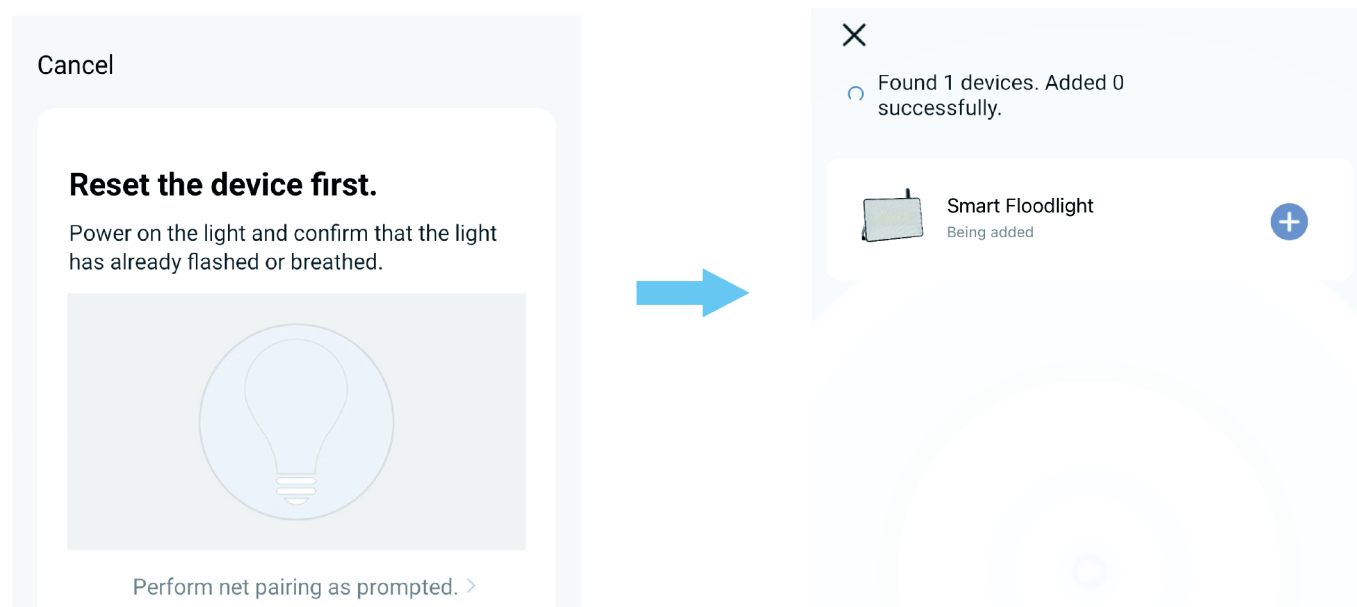 Cancel
Reset the device first.
Power on the light and confirm that the light
has already flashed or breathed.
Perform net pairing as prompted. >
Found 1 devices. Added 0
successfully.
Smart Floodlight
Being added